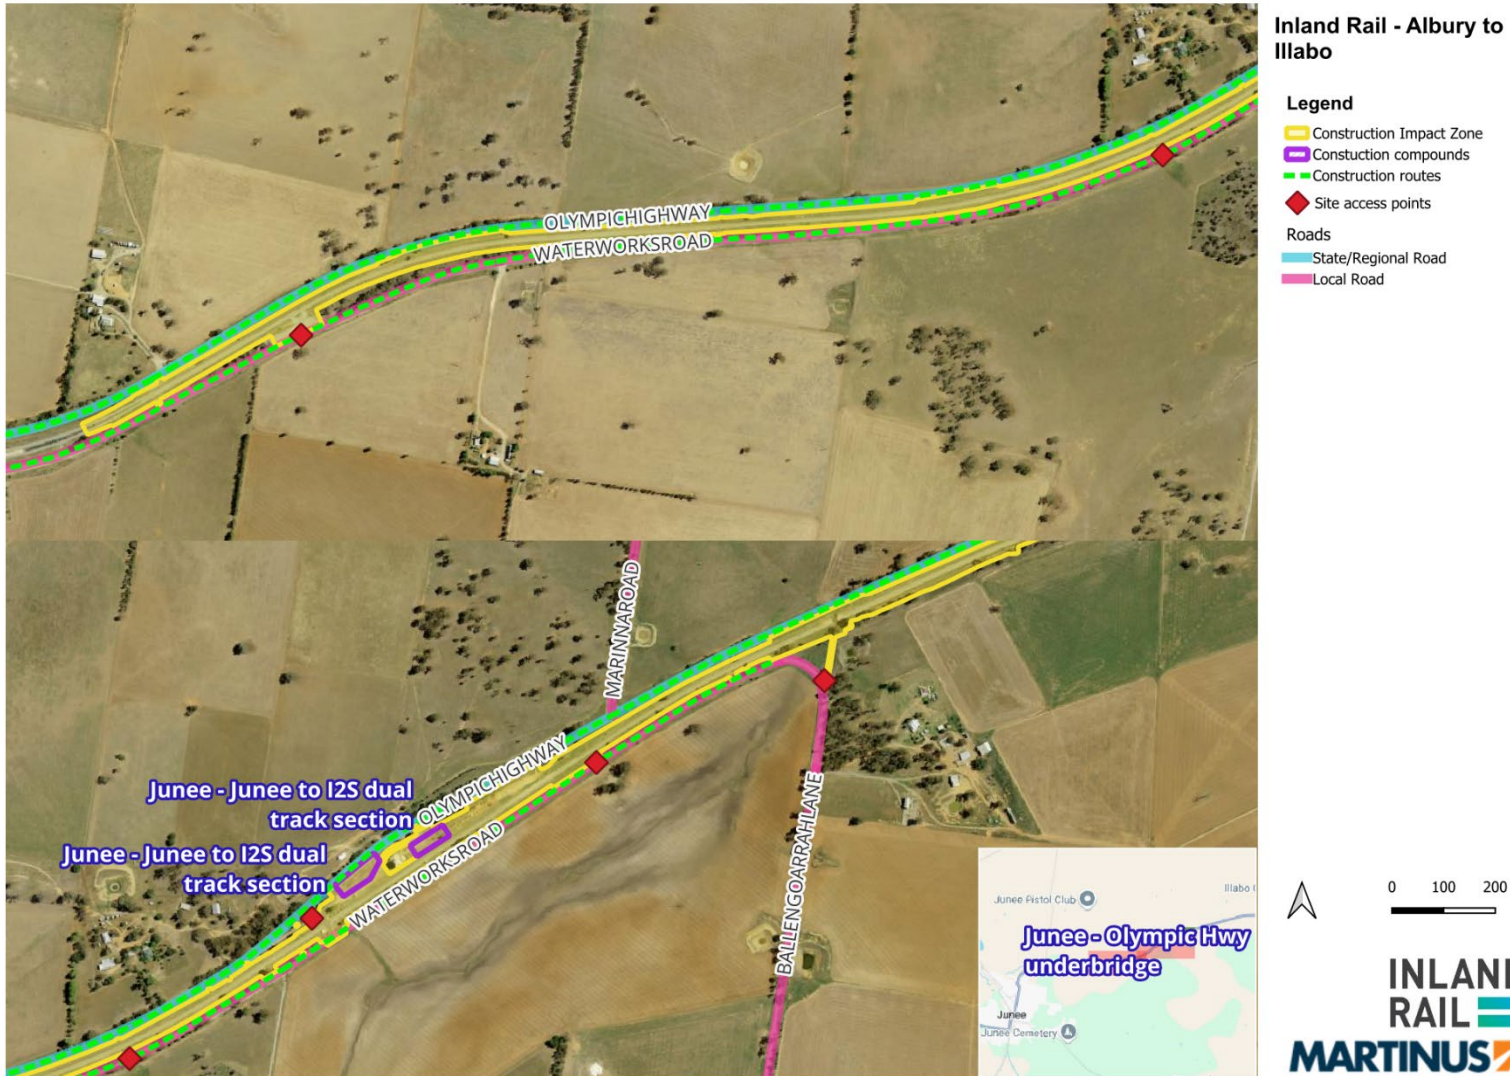 Inland Rail - Albury to
Illabo
Legend
Construction Impact Zone
Constuction compounds
Construction routes
Site access points
Roads
State/Regional Road
Local Road
OLYMPICHIGHWAY
WATERWORKSROAD
MARINNAROAD
OLYMPICHIGHWAY
WATERWORKSROAD
BALLENGOARRAHLANE
Junee - Junee to I2S dual
track section
Junee - Junee to I2S dual
track section
Junee Pistol Club
Illabo
Junee - Olympic Hwy
underbridge
Junee
Junee Cemetery
0 100 200
INLAND
RAIL
MARTINUS